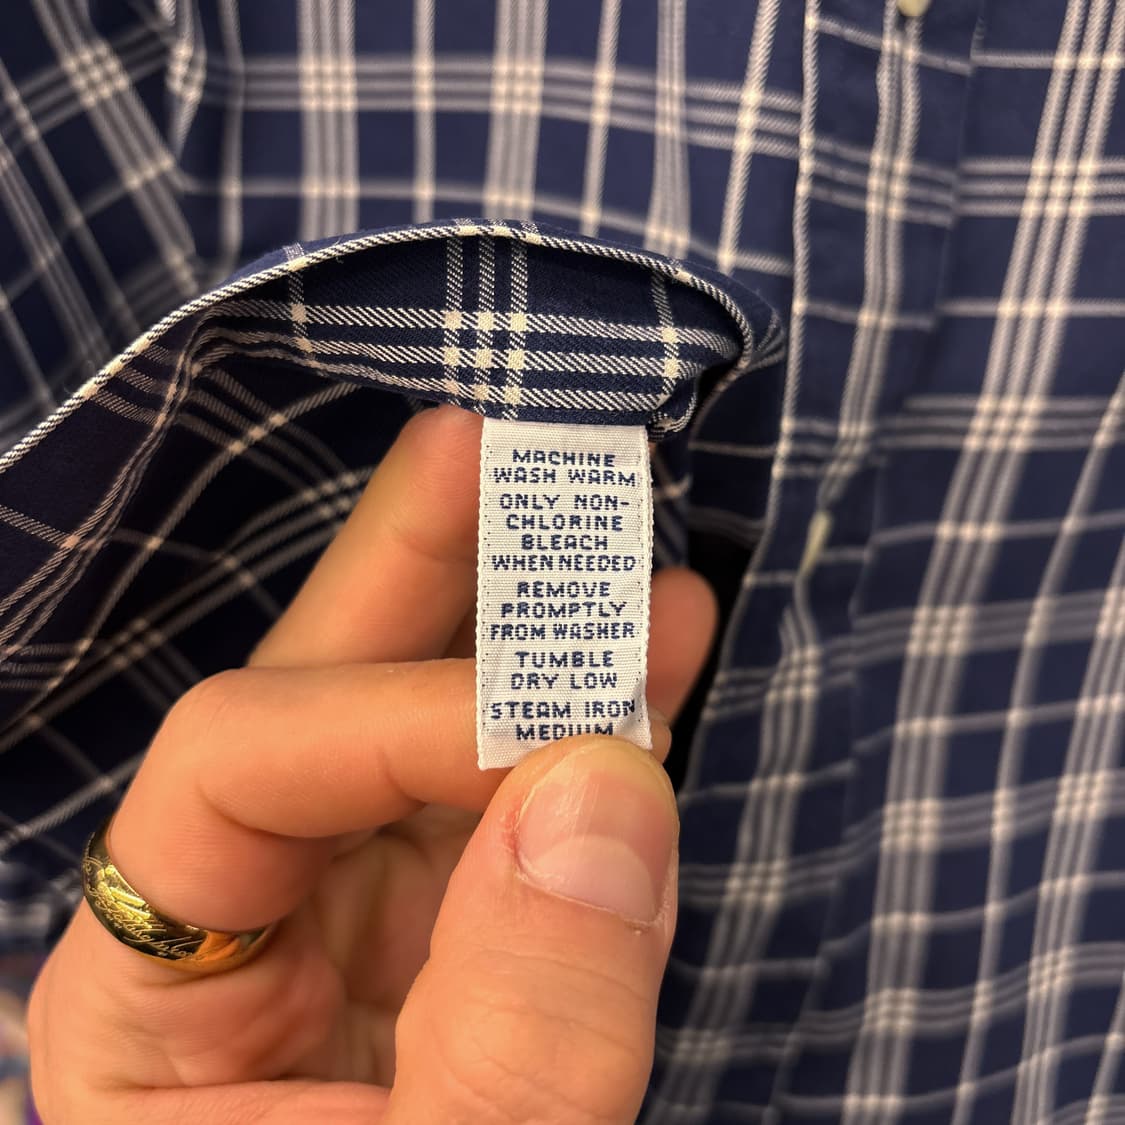 MACHINE
WASH WARM
ONLY NON-
CHLORINE
BLEACH
WHEN NEEDED
REMOVE
PROMPTLY
FROM WASHER
TUMBLE
DRY LOW
STEAM IRON
MEDIUM